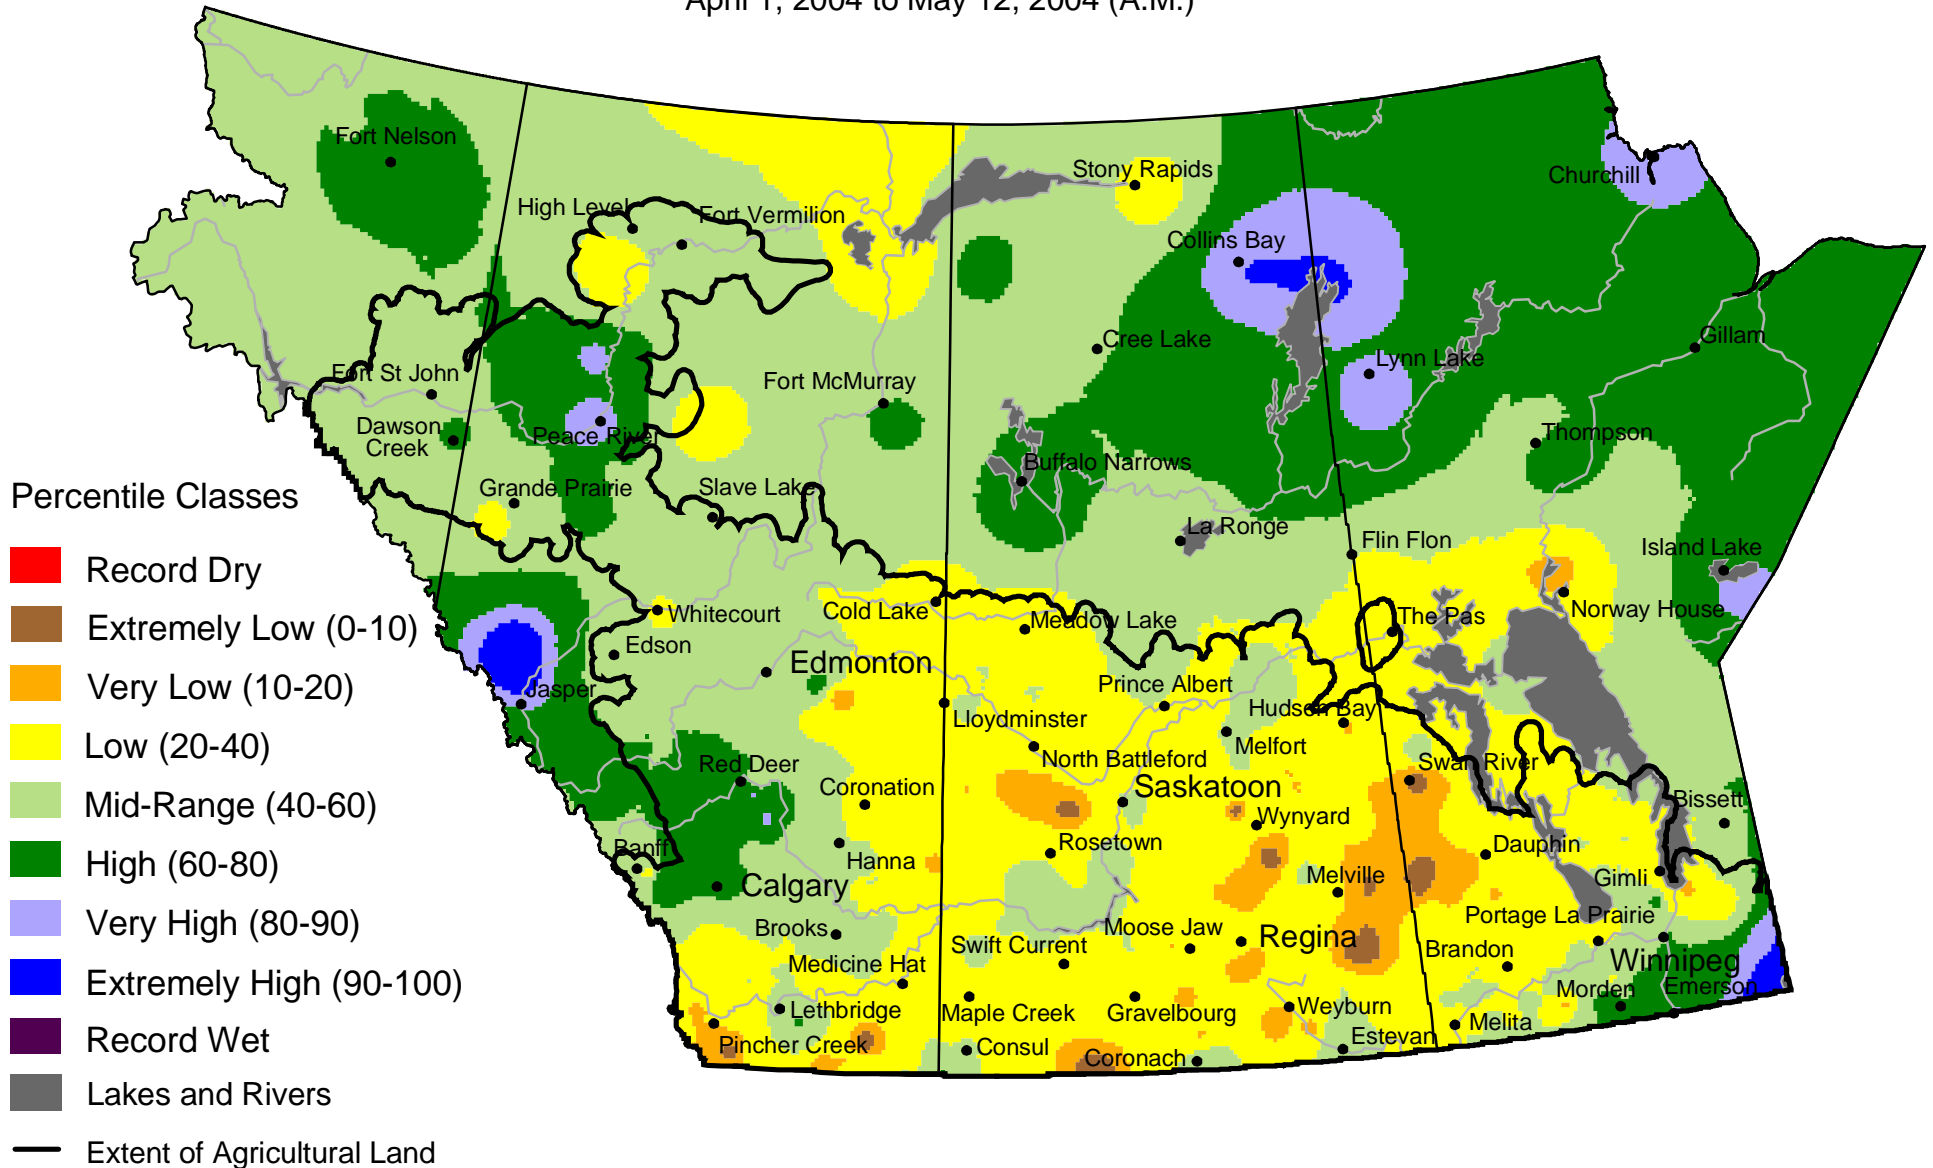 April 1, 2004 to May 12, 2004 (A.M.)
Fort Nelson
High Level
Fort Vermilion
Stony Rapids
Churchill
Collins Bay
Fort St John
Fort McMurray
Cree Lake
Lynn Lake
Gillam
Dawson
Creek
Peace River
Buffalo Narrows
Thompson
Grande Prairie
Slave Lake
La Ronge
Flin Flon
Island Lake
Whitecourt
Cold Lake
Meadow Lake
The Pas
Norway House
Edson
Edmonton
Jasper
Prince Albert
Hudson Bay
Lloydminster
Melfort
North Battleford
Swan River
Red Deer
Coronation
Saskatoon
Bissett
Wynyard
Banff
Hanna
Rosetown
Dauphin
Calgary
Melville
Gimli
Brooks
Moose Jaw
Portage La Prairie
Swift Current
Regina
Brandon
Medicine Hat
Winnipeg
Lethbridge
Maple Creek
Gravelbourg
Weyburn
Morden
Emerson
Pincher Creek
Consul
Coronach
Estevan
Melita
Percentile Classes
Record Dry
Extremely Low (0-10)
Very Low (10-20)
Low (20-40)
Mid-Range (40-60)
High (60-80)
Very High (80-90)
Extremely High (90-100)
Record Wet
Lakes and Rivers
Extent of Agricultural Land